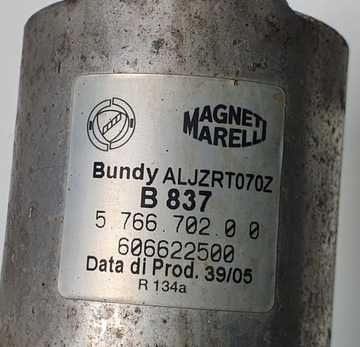 MAGNETI
MARELLI
Bundy ALJZRT070Z
B 837
5 766 702 0 0
606622500
Data di Prod. 39/05
R 134a